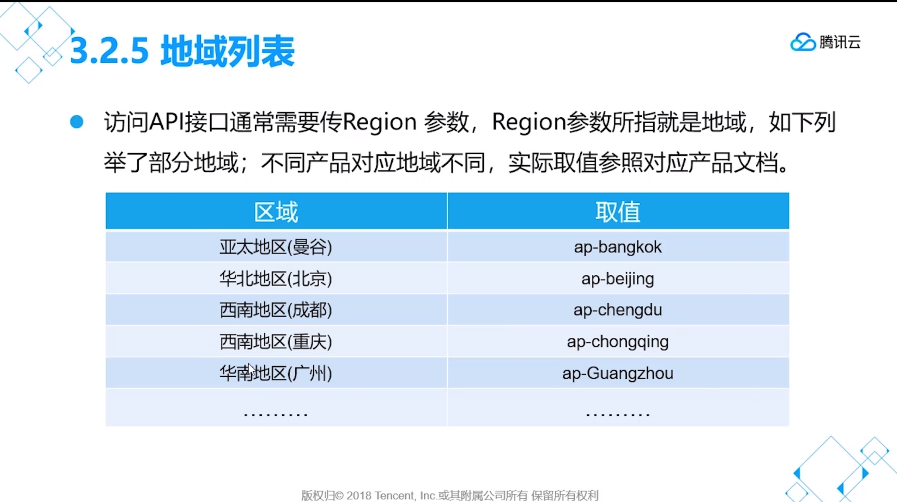 3.2.5 地域列表
腾讯云
访问API接口通常需要传Region 参数，Region参数所指就是地域，如下列
举了部分地域；不同产品对应地域不同，实际取值参照对应产品文档。
区域 取值
亚太地区(曼谷) ap-bangkok
华北地区(北京) ap-beijing
西南地区(成都) ap-chengdu
西南地区(重庆) ap-chongqing
华南地区(广州) ap-Guangzhou
……… ………
版权归© 2018 Tencent, Inc 或其附属公司所有 保留所有权利